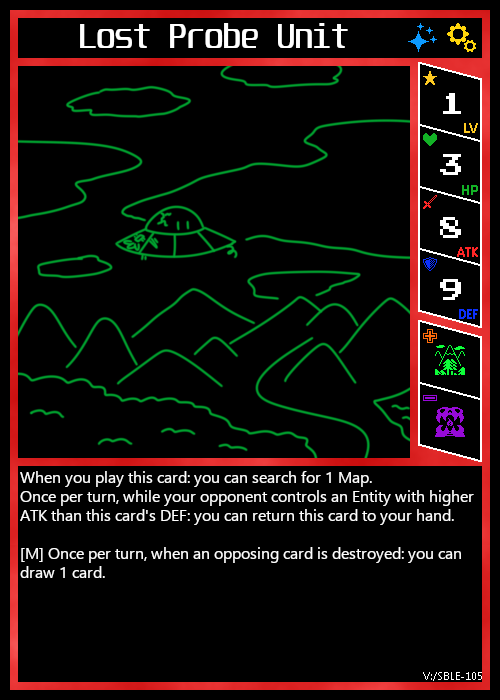 Lost Probe Unit
1
LV
3
HP
8
ATK
9
DEF
When you play this card: you can search for 1 Map.
Once per turn, while your opponent controls an Entity with higher
ATK than this card's DEF: you can return this card to your hand.
[M] Once per turn, when an opposing card is destroyed: you can
draw 1 card.
V:/SBLE-105